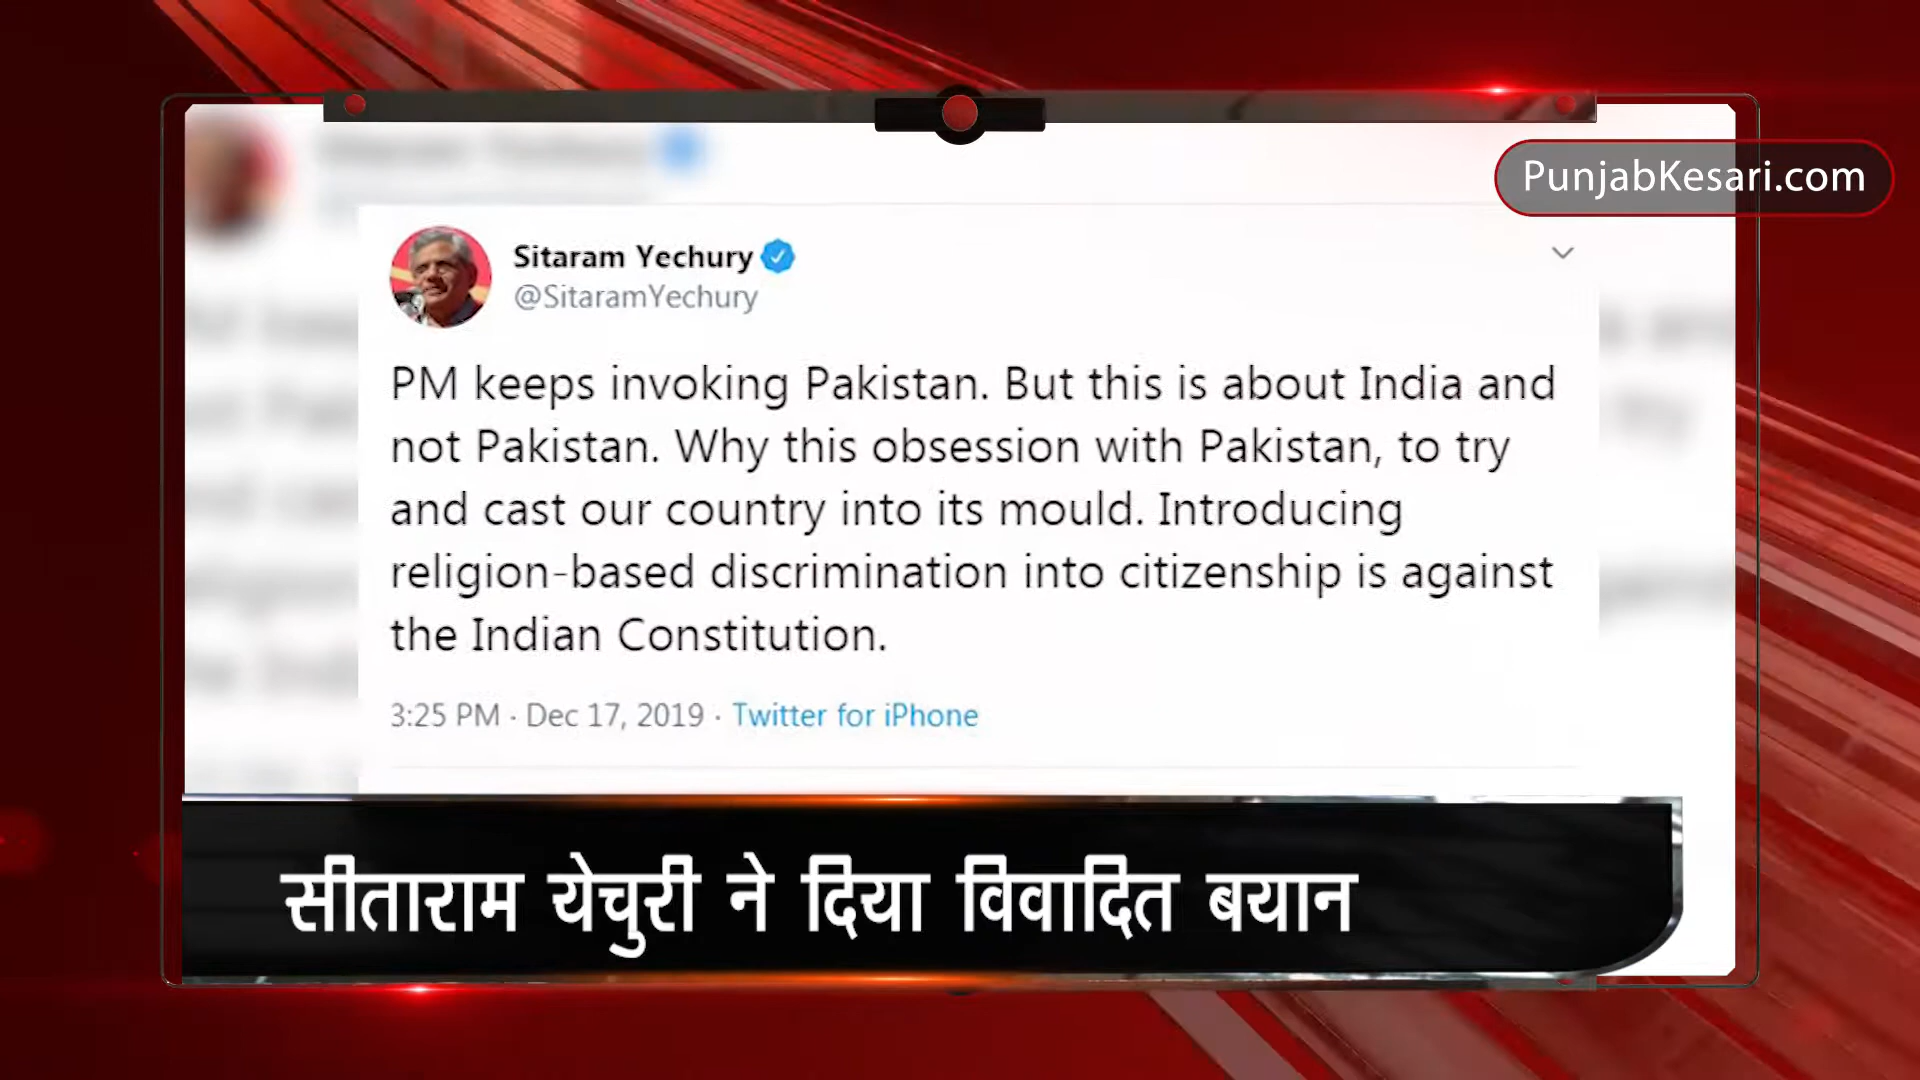 PunjabKesari.com
Sitaram Yechury
@SitaramYechury
PM keeps invoking Pakistan. But this is about India and
not Pakistan. Why this obsession with Pakistan, to try
and cast our country into its mould. Introducing
religion-based discrimination into citizenship is against
the Indian Constitution.
3:25 PM · Dec 17, 2019 · Twitter for iPhone
सीताराम येचुरी ने दिया विवादित बयान